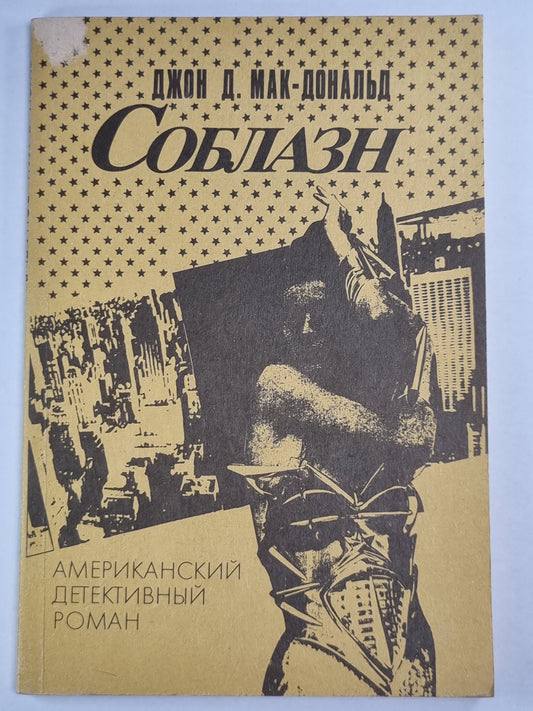 ДЖОН Д. МАК-ДОНАЛЬД
СОБЛАЗН
АМЕРИКАНСКИЙ
ДЕТЕКТИВНЫЙ
РОМАН